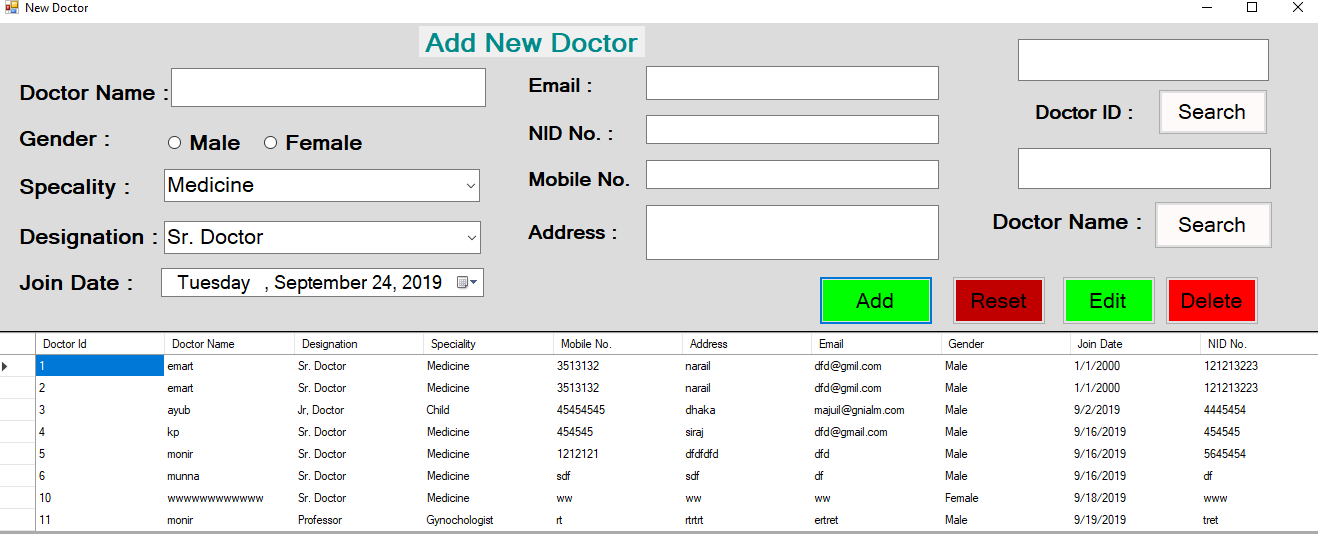 New Doctor
Add New Doctor
Doctor Name :
Gender :
Male
Female
Specality :
Medicine
Designation :
Sr. Doctor
Join Date :
Tuesday , September 24, 2019
Email :
NID No. :
Mobile No.
Address :
Doctor ID :
Search
Doctor Name :
Search
Add
Reset
Edit
Delete
Doctor Id Doctor Name Designation Speciality Mobile No. Address Email Gender Join Date NID No.
1 emart Sr. Doctor Medicine 3513132 narail dfd@gmil.com Male 1/1/2000 121213223
2 emart Sr. Doctor Medicine 3513132 narail dfd@gmil.com Male 1/1/2000 121213223
3 ayub Jr, Doctor Child 45454545 dhaka majuil@gnialm.com Male 9/2/2019 4445454
4 kp Sr. Doctor Medicine 454545 siraj dfd@gmail.com Male 9/16/2019 454545
5 monir Sr. Doctor Medicine 1212121 dfdfdfd dfd Male 9/16/2019 5645454
6 munna Sr. Doctor Medicine sdf sdf df Male 9/16/2019 df
10 wwwwwwwwwwww Sr. Doctor Medicine ww ww ww Female 9/18/2019 www
11 monir Professor Gynochologist rt rtrtrt ertret Male 9/19/2019 tret